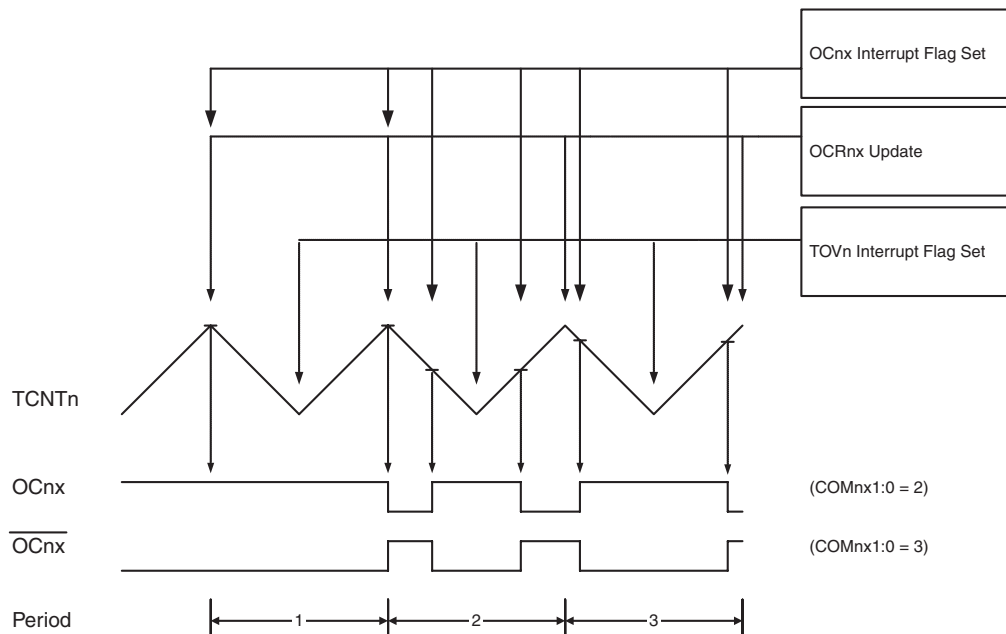 OCnx Interrupt Flag Set
OCRnx Update
TOVn Interrupt Flag Set
TCNTn
OCnx
(COMnx1:0 = 2)
OCnx
(COMnx1:0 = 3)
Period
1
2
3